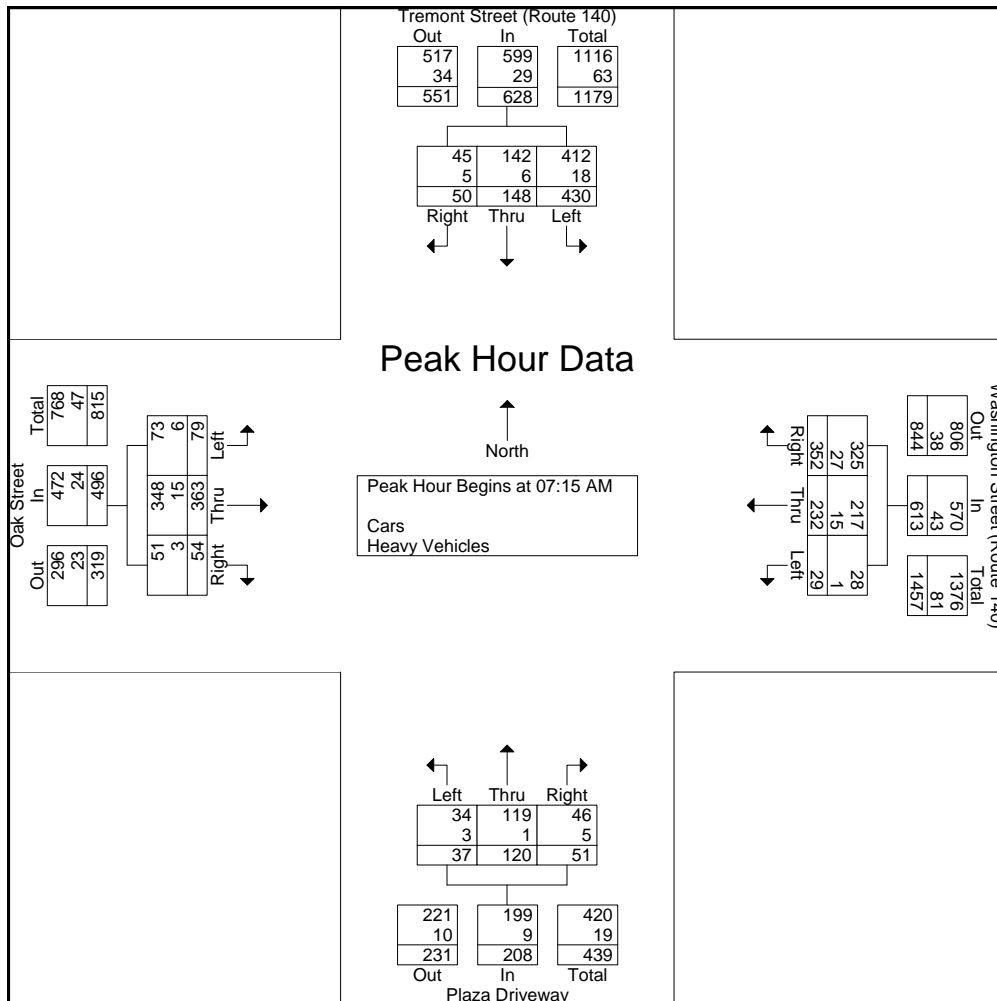 Tremont Street (Route 140)
Out In Total
517 599 1116
34 29 63
551 628 1179
45 142 412
5 6 18
50 148 430
Right Thru Left
Peak Hour Data
North
Peak Hour Begins at 07:15 AM
Cars
Heavy Vehicles
Oak Street
Out In Total
296 472 768
23 24 47
319 496 815
Right Thru Left
51 348 73
3 15 6
54 363 79
Washington Street (Route 140)
Out In Total
806 570 1376
38 43 81
844 613 1457
325 217 28
27 15 1
352 232 29
Right Thru Left
Left Thru Right
34 119 46
3 1 5
37 120 51
221 199 420
10 9 19
231 208 439
Out In Total
Plaza Driveway